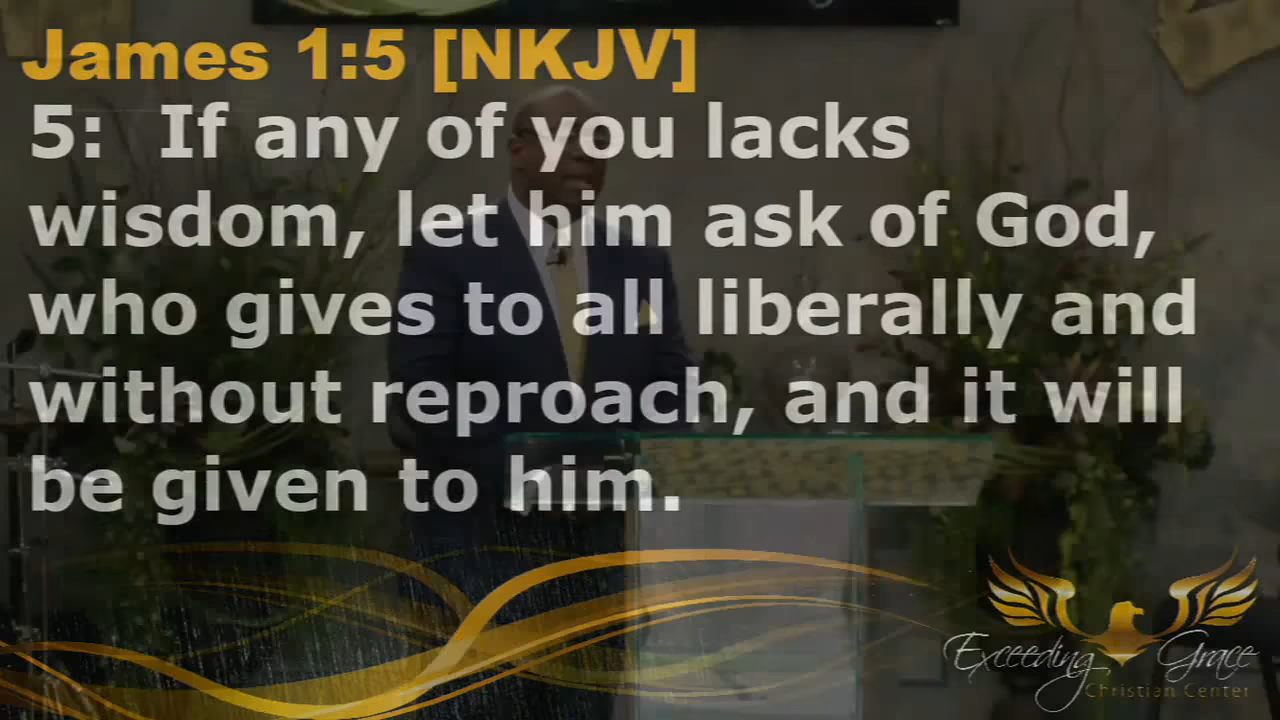 James 1:5 [NKJV]
5: If any of you lacks
wisdom, let him ask of God,
who gives to all liberally and
without reproach, and it will
be given to him.
Exceeding Grace
Christian Center